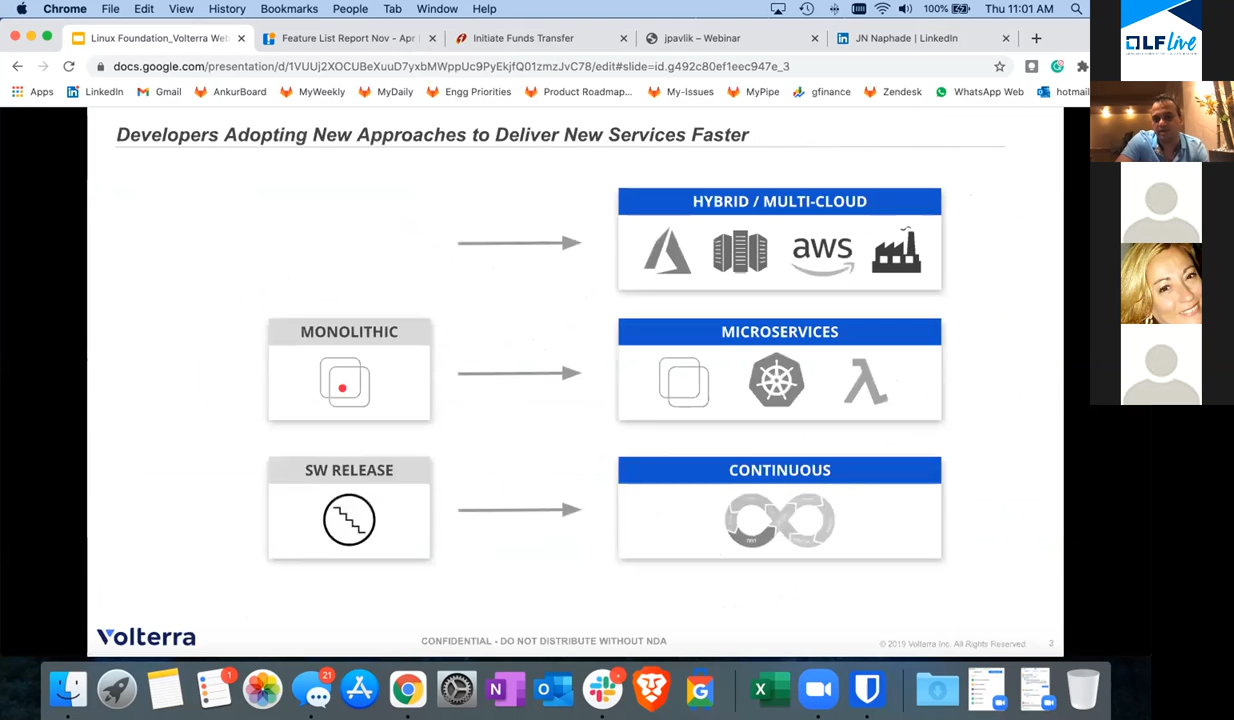 Chrome File Edit View History Bookmarks People Tab Window Help 100% Thu 11:01 AM
Linux Foundation_Volterra Web Feature List Report Nov - Apr Initiate Funds Transfer jpavlik – Webinar JN Naphade | LinkedIn
docs.google.com/presentation/d/1VUUj2XOCUBeXuuD7yxbMWppUc9PyEkjfQ01zmzJvC78/edit#slide=id.g492c80ef1eec947e_3
Apps LinkedIn Gmail AnkurBoard MyWeekly MyDaily Engg Priorities Product Roadmap... My-Issues MyPipe gfinance Zendesk WhatsApp Web hotmail
LF Live
Developers Adopting New Approaches to Deliver New Services Faster
HYBRID / MULTI-CLOUD
aws
MONOLITHIC
MICROSERVICES
SW RELEASE
CONTINUOUS
Volterra
CONFIDENTIAL - DO NOT DISTRIBUTE WITHOUT NDA
© 2019 Volterra Inc. All Rights Reserved
2
1
21